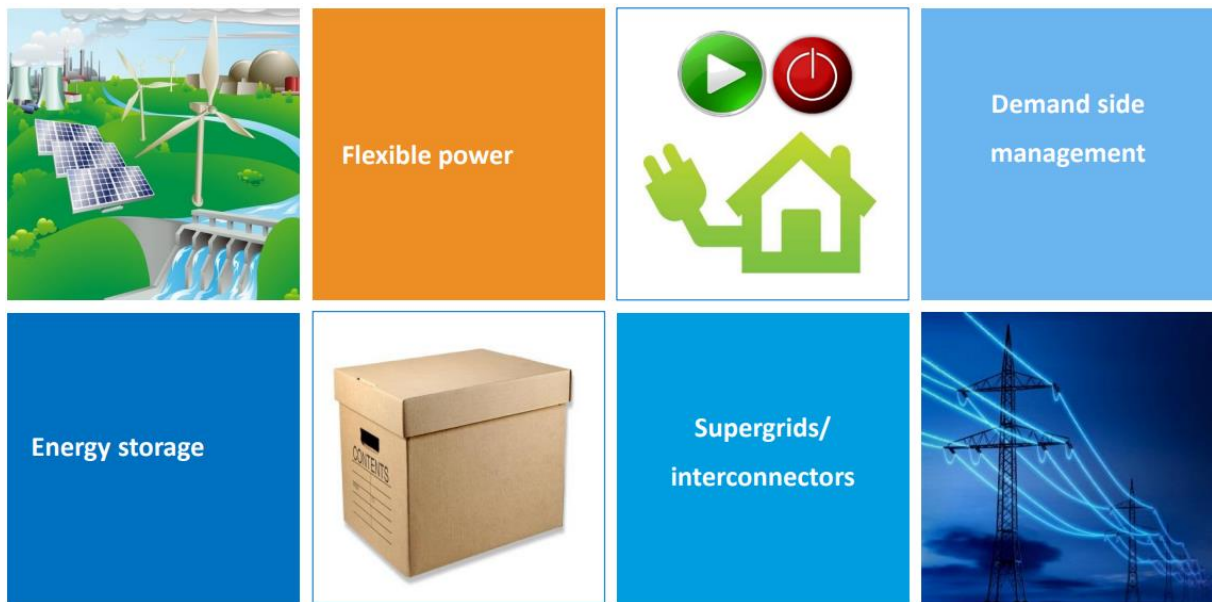 Flexible power
Demand side
management
Energy storage
CONTENTS
Supergrids/
interconnectors